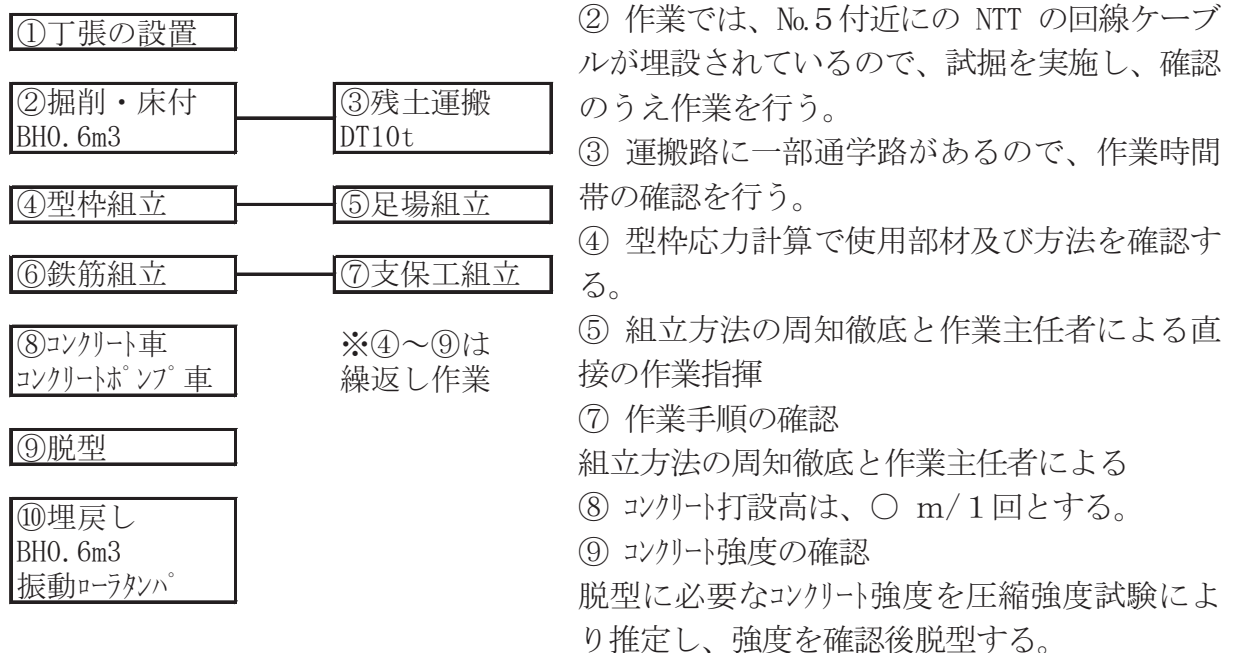 ①丁張の設置
②掘削・床付
BH0.6m3
③残土運搬
DT10t
④型枠組立
⑤足場組立
⑥鉄筋組立
⑦支保工組立
⑧ｺﾝｸﾘｰﾄ車
ｺﾝｸﾘｰﾄﾎﾟﾝﾌﾟ車
※④～⑨は
繰返し作業
⑨脱型
⑩埋戻し
BH0.6m3
振動ﾛｰﾗﾀﾝﾊﾟ
② 作業では、№５付近にの NTT の回線ケーブ
ルが埋設されているので、試掘を実施し、確認
のうえ作業を行う。
③ 運搬路に一部通学路があるので、作業時間
帯の確認を行う。
④ 型枠応力計算で使用部材及び方法を確認す
る。
⑤ 組立方法の周知徹底と作業主任者による直
接の作業指揮
⑦ 作業手順の確認
組立方法の周知徹底と作業主任者による
⑧ ｺﾝｸﾘｰﾄ打設高は、○ ｍ/１回とする。
⑨ ｺﾝｸﾘｰﾄ強度の確認
脱型に必要なｺﾝｸﾘｰﾄ強度を圧縮強度試験によ
り推定し、強度を確認後脱型する。